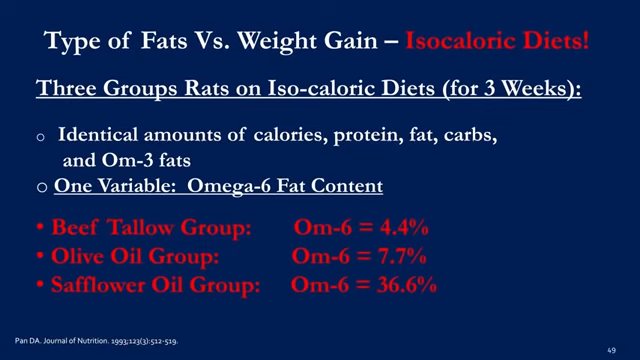 Type of Fats Vs. Weight Gain – Isocaloric Diets!
Three Groups Rats on Iso-caloric Diets (for 3 Weeks):
o Identical amounts of calories, protein, fat, carbs,
and Om-3 fats
o One Variable: Omega-6 Fat Content
• Beef Tallow Group: Om-6 = 4.4%
• Olive Oil Group: Om-6 = 7.7%
• Safflower Oil Group: Om-6 = 36.6%
Pan DA. Journal of Nutrition. 1993;123(3):512-519.
49